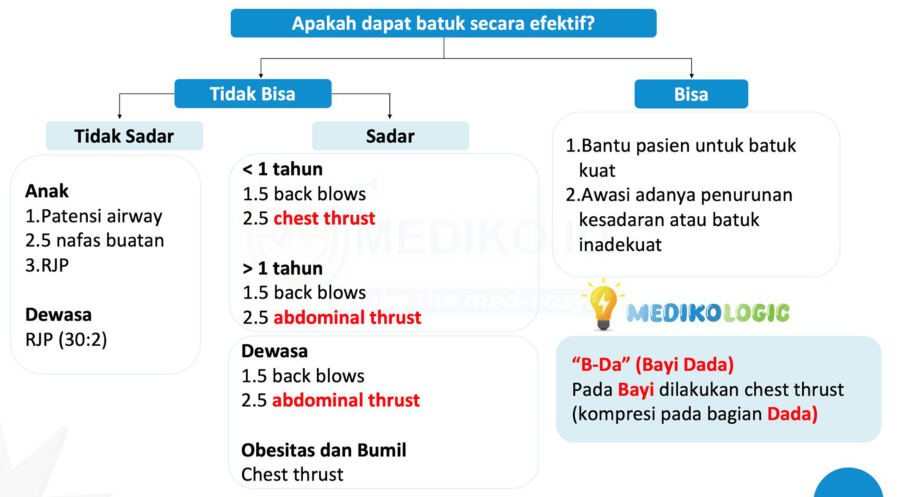 Apakah dapat batuk secara efektif?
Tidak Bisa
Bisa
Tidak Sadar
Sadar
Anak
1.Patensi airway
2.5 nafas buatan
3.RJP
Dewasa
RJP (30:2)
< 1 tahun
1.5 back blows
2.5 chest thrust
> 1 tahun
1.5 back blows
2.5 abdominal thrust
Dewasa
1.5 back blows
2.5 abdominal thrust
Obesitas dan Bumil
Chest thrust
1.Bantu pasien untuk batuk
kuat
2.Awasi adanya penurunan
kesadaran atau batuk
inadekuat
MEDIKOLOGIC
“B-Da” (Bayi Dada)
Pada Bayi dilakukan chest thrust
(kompresi pada bagian Dada)